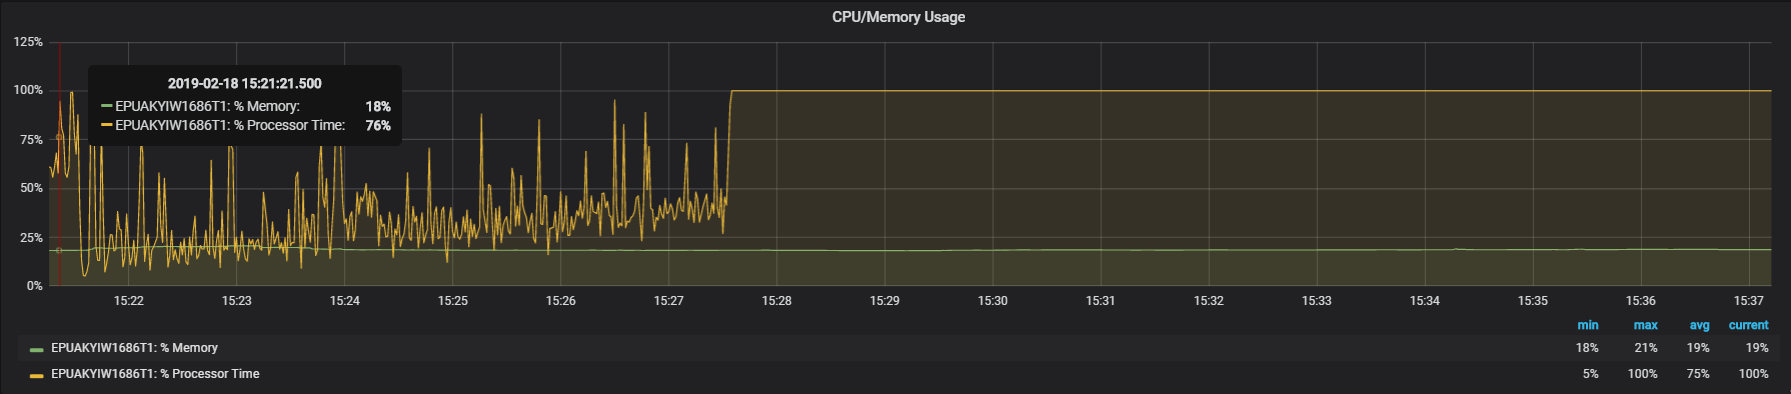 CPU/Memory Usage
125%
100%
75%
50%
25%
0%
2019-02-18 15:21:21.500
EPUAKYIW1686T1: % Memory: 18%
EPUAKYIW1686T1: % Processor Time: 76%
15:22 15:23 15:24 15:25 15:26 15:27 15:28 15:29 15:30 15:31 15:32 15:33 15:34 15:35 15:36 15:37
min max avg current
EPUAKYIW1686T1: % Memory 18% 21% 19% 19%
EPUAKYIW1686T1: % Processor Time 5% 100% 75% 100%